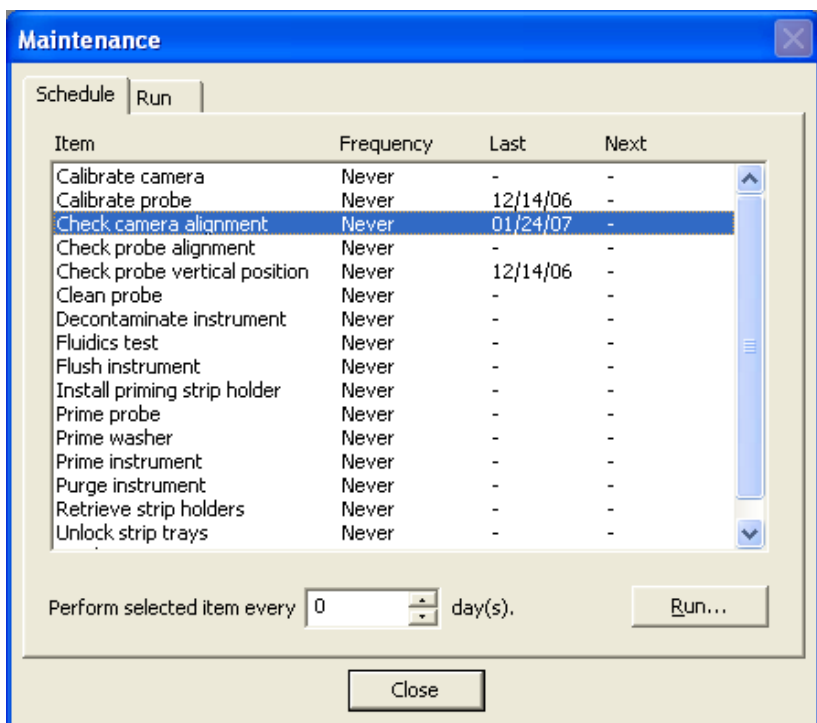 Maintenance
Schedule Run
Item Frequency Last Next
Calibrate camera Never - -
Calibrate probe Never 12/14/06 -
Check camera alignment Never 01/24/07 -
Check probe alignment Never - -
Check probe vertical position Never 12/14/06 -
Clean probe Never - -
Decontaminate instrument Never - -
Fluidics test Never - -
Flush instrument Never - -
Install priming strip holder Never - -
Prime probe Never - -
Prime washer Never - -
Prime instrument Never - -
Purge instrument Never - -
Retrieve strip holders Never - -
Unlock strip trays Never - -
Perform selected item every 0 day(s). Run...
Close